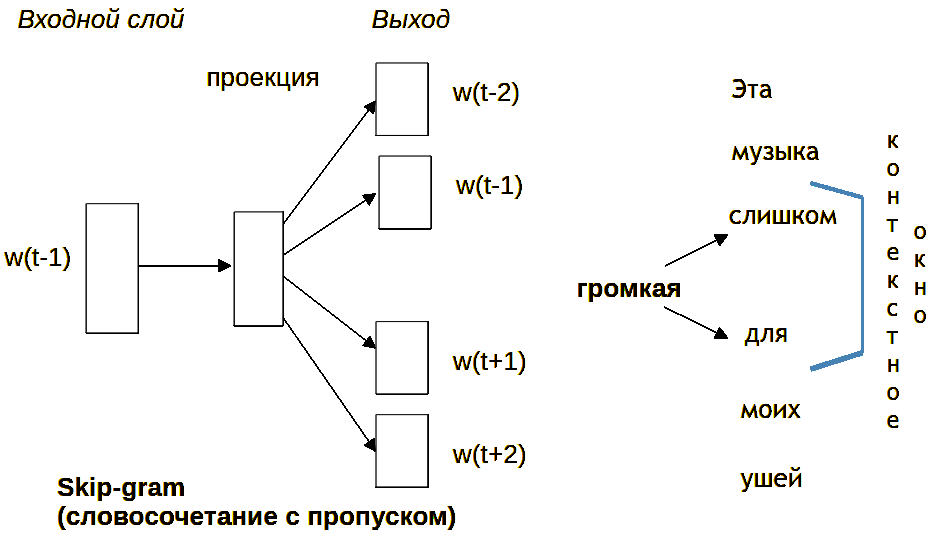 Входной слой
Выход
проекция
w(t-2)
w(t-1)
w(t-1)
w(t+1)
w(t+2)
Skip-gram
(словосочетание с пропуском)
Эта
музыка
слишком
громкая
для
моих
ушей
контекстное
окно